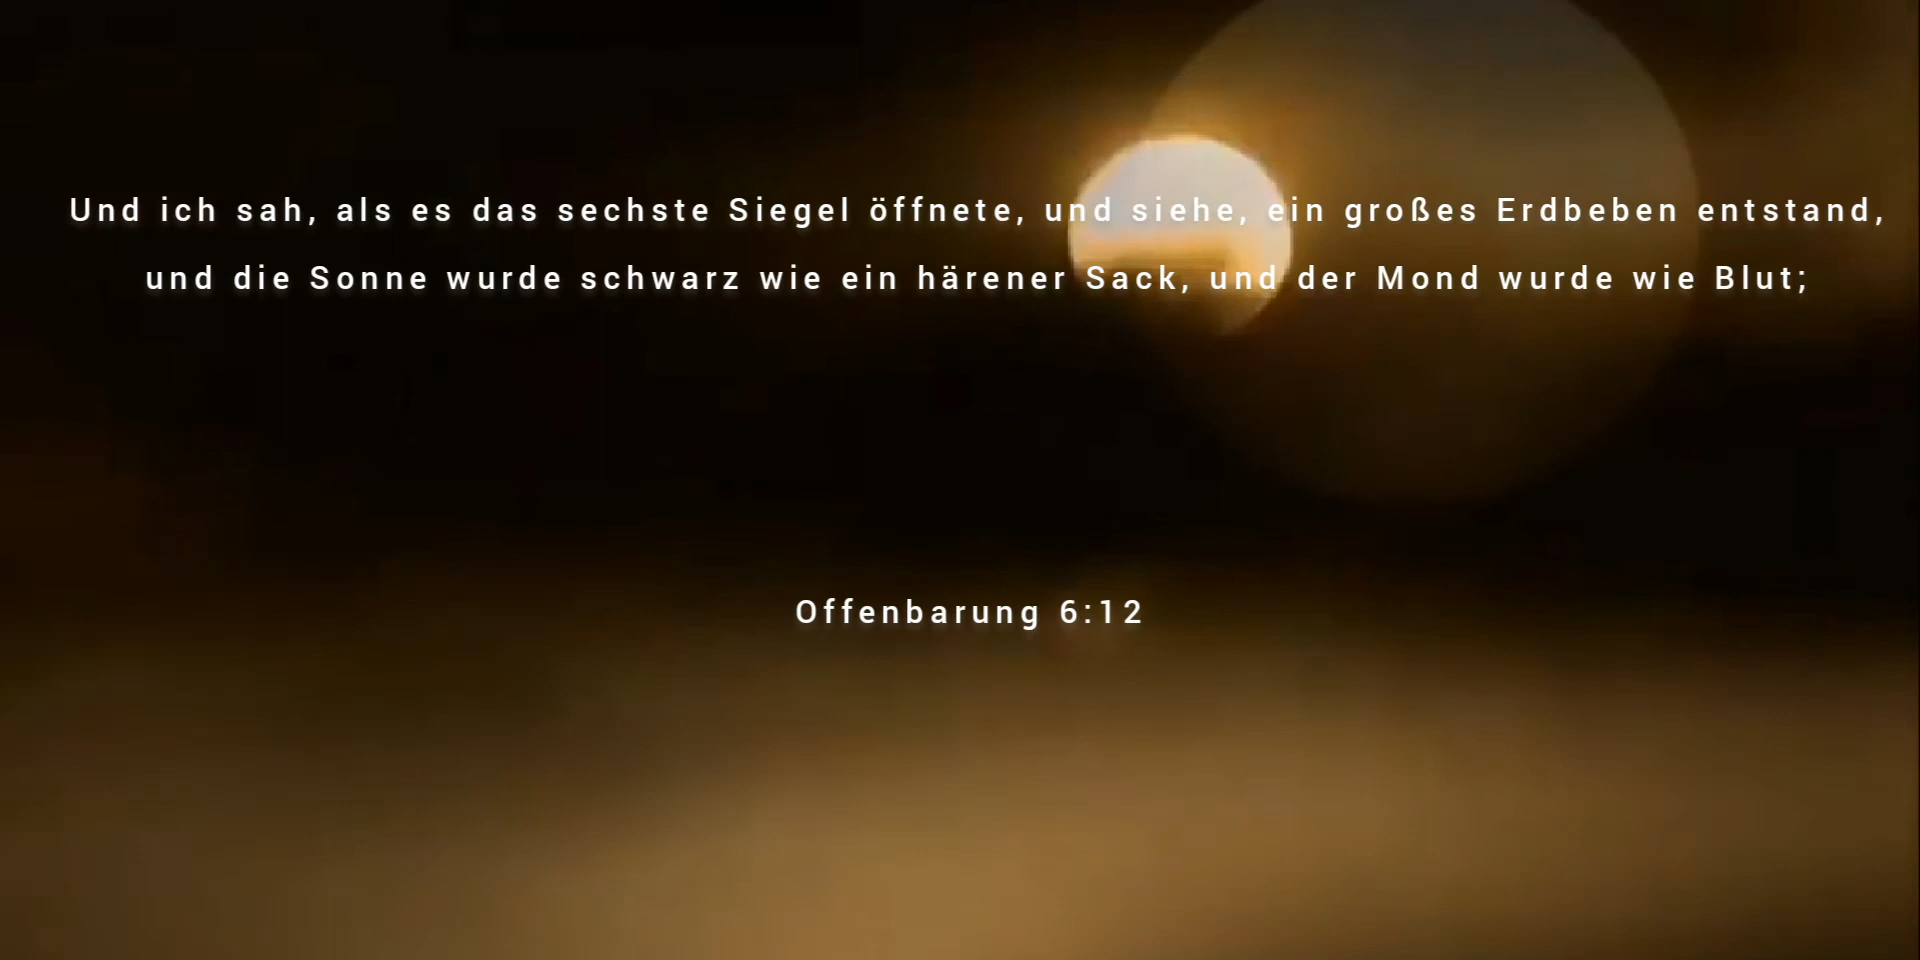 Und ich sah, als es das sechste Siegel öffnete, und siehe, ein großes Erdbeben entstand,
und die Sonne wurde schwarz wie ein härener Sack, und der Mond wurde wie Blut;
Offenbarung 6:12